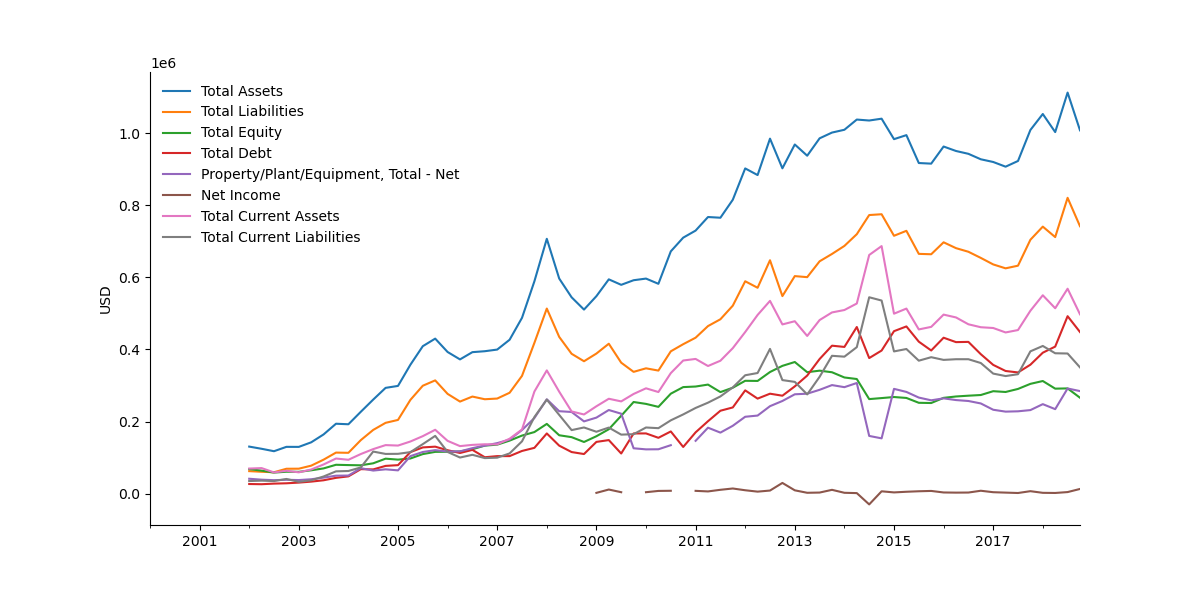 1e6
Total Assets
Total Liabilities
Total Equity
Total Debt
Property/Plant/Equipment, Total - Net
Net Income
Total Current Assets
Total Current Liabilities
USD
1.0
0.8
0.6
0.4
0.2
0.0
2001 2003 2005 2007 2009 2011 2013 2015 2017